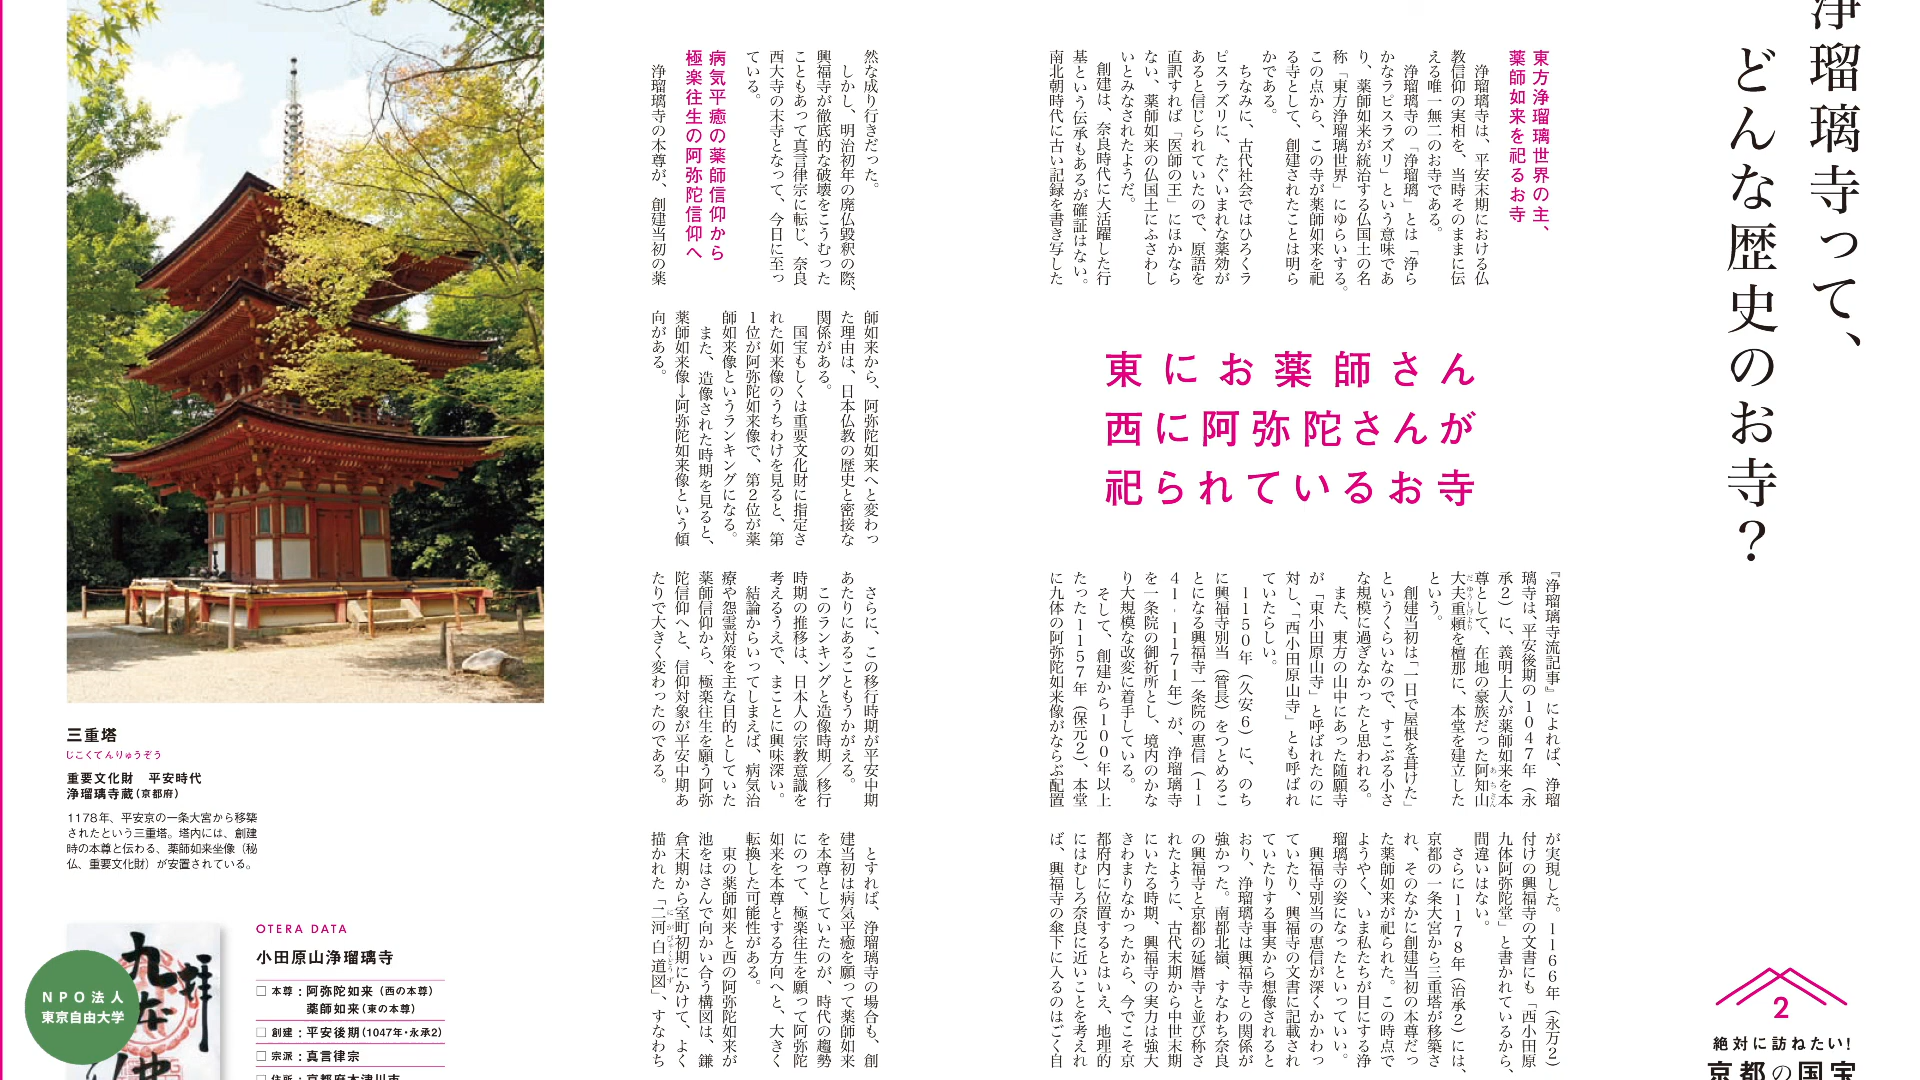 浄瑠璃寺って、
どんな歴史のお寺?
東方浄瑠璃世界の主、
薬師如来を祀るお寺
浄瑠璃寺は、平安末期における仏
教信仰の実相を、当時そのままに伝
える唯一無二のお寺である。
浄瑠璃寺の「浄瑠璃」とは「浄ら
かなラピスラズリ」という意味であ
り、薬師如来が統治する仏国土の名
称「東方浄瑠璃世界」にゆらいする。
この点から、この寺が薬師如来を祀
る寺として、創建されたことは明ら
かである。
ちなみに、古代社会ではひろくラ
ピスラズリに、たぐいまれな薬効が
あると信じられていたので、原語を
直訳すれば「医師の王」にほかなら
ない、薬師如来の仏国土にふさわし
いとみなされたようだ。
創建は、奈良時代に大活躍した行
基という伝承もあるが確証はない。
南北朝時代に古い記録を書き写した
東にお薬師さん
西に阿弥陀さんが
祀られているお寺
『浄瑠璃寺流記事』によれば、浄瑠
璃寺は、平安後期の1047年(永
承2)に、義明上人が薬師如来を本
尊として、在地の豪族だった阿知山
大夫重頼を檀那に、本堂を建立した
という。
創建当初は「一日で屋根を葺けた」
というくらいなので、すこぶる小さ
な規模に過ぎなかったと思われる。
また、東方の山中にあった随願寺
が「東小田原山寺」と呼ばれたのに
対し、「西小田原山寺」とも呼ばれ
ていたらしい。
1150年(久安6)に、のち
に興福寺別当(管長)をつとめるこ
とになる興福寺一条院の恵信(11
41‐1171年)が、浄瑠璃寺
を一条院の御祈所とし、境内のかな
り大規模な改変に着手している。
そして、創建から100年以上
たった1157年(保元2)、本堂
に九体の阿弥陀如来像がならぶ配置
が実現した。1166年(永万2)
付けの興福寺の文書にも「西小田原
九体阿弥陀堂」と書かれているから、
間違いはない。
さらに1178年(治承2)には、
京都の一条大宮から三重塔が移築さ
れ、そのなかに創建当初の本尊だっ
た薬師如来が祀られた。この時点で
ようやく、いま私たちが目にする浄
瑠璃寺の姿になったといっていい。
興福寺別当の恵信が深くかかわっ
ていたり、興福寺の文書に記載され
ていたりする事実から想像されると
おり、浄瑠璃寺は興福寺との関係が
強かった。南都北嶺、すなわち奈良
の興福寺と京都の延暦寺と並び称さ
れたように、古代末期から中世末期
にいたる時期、興福寺の実力は強大
きわまりなかったから、今でこそ京
都府内に位置するとはいえ、地理的
にはむしろ奈良に近いことを考えれ
ば、興福寺の傘下に入るのはごく自
然な成り行きだった。
しかし、明治初年の廃仏毀釈の際、
興福寺が徹底的な破壊をこうむった
こともあって真言律宗に転じ、奈良
西大寺の末寺となって、今日に至っ
ている。
病気平癒の薬師信仰から
極楽往生の阿弥陀信仰へ
浄瑠璃寺の本尊が、創建当初の薬
師如来から、阿弥陀如来へと変わっ
た理由は、日本仏教の歴史と密接な
関係がある。
国宝もしくは重要文化財に指定さ
れた如来像のうちわけを見ると、第
1位が阿弥陀如来像で、第2位が薬
師如来像というランキングになる。
また、造像された時期を見ると、
薬師如来像→阿弥陀如来像という傾
向がある。
さらに、この移行時期が平安中期
あたりにあることもうかがえる。
このランキングと造像時期/移行
時期の推移は、日本人の宗教意識を
考えるうえで、まことに興味深い。
結論からいってしまえば、病気治
療や怨霊対策を主な目的としていた
薬師信仰から、極楽往生を願う阿弥
陀信仰へと、信仰対象が平安中期あ
たりで大きく変わったのである。
とすれば、浄瑠璃寺の場合も、創
建当初は病気平癒を願って薬師如来
を本尊としていたのが、時代の趨勢
にのって、極楽往生を願って阿弥陀
如来を本尊とする方向へと、大きく
転換した可能性がある。
東の薬師如来と西の阿弥陀如来が
池をはさんで向かい合う構図は、鎌
倉末期から室町初期にかけて、よく
描かれた「二河白道図」、すなわち
三重塔
じこくてんりゅうぞう
重要文化財 平安時代
浄瑠璃寺蔵(京都府)
1178年、平安京の一条大宮から移築
されたという三重塔。塔内には、創建
時の本尊と伝わる、薬師如来坐像(秘
仏、重要文化財)が安置されている。
OTERA DATA
小田原山浄瑠璃寺
□ 本尊:阿弥陀如来(西の本尊)
薬師如来(東の本尊)
□ 創建:平安後期(1047年・永承2)
□ 宗派:真言律宗
□ 住所:京都府木津川市
NPO法人
東京自由大学
2
絶対に訪ねたい!
京都の国宝